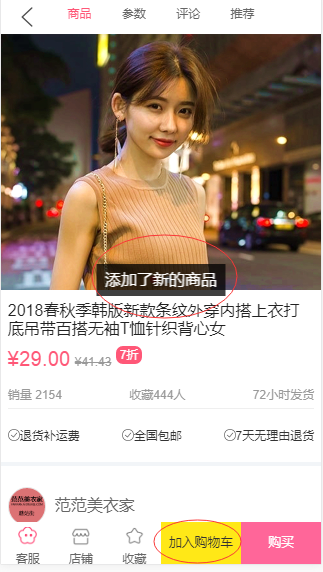 商品 参数 评论 推荐
添加了新的商品
2018春秋季韩版新款条纹外穿内搭上衣打
底吊带百搭无袖T恤针织背心女
¥29.00 ¥41.43 7折
销量 2154 收藏444人 72小时发货
退货补运费 全国包邮 7天无理由退货
范范美衣家
蘑菇街
范范美衣家
客服 店铺 收藏 加入购物车 购买